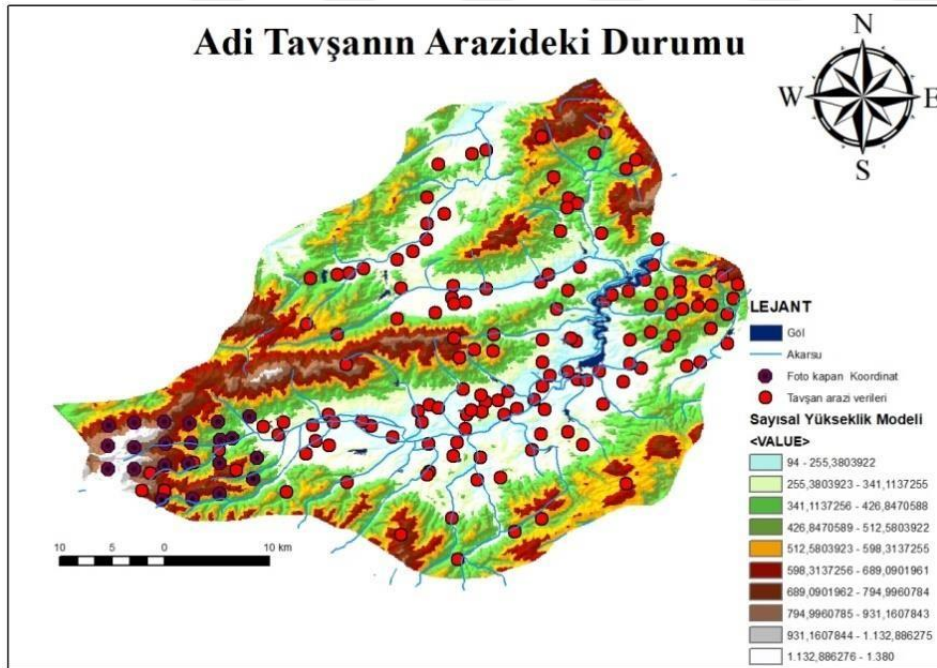 Adi Tavşanın Arazideki Durumu
N
W E
S
LEJANT
Göl
Akarsu
Foto kapan Koordinat
Tavşan arazi verileri
Sayısal Yükseklik Modeli
<VALUE>
94 - 255,3803922
255,3803923 - 341,1137255
341,1137256 - 426,8470588
426,8470589 - 512,5803922
512,5803923 - 598,3137255
598,3137256 - 689,0901961
689,0901962 - 794,9960784
794,9960785 - 931,1607843
931,1607844 - 1.132,886275
1.132,886276 - 1.380
10 5 0 10 km